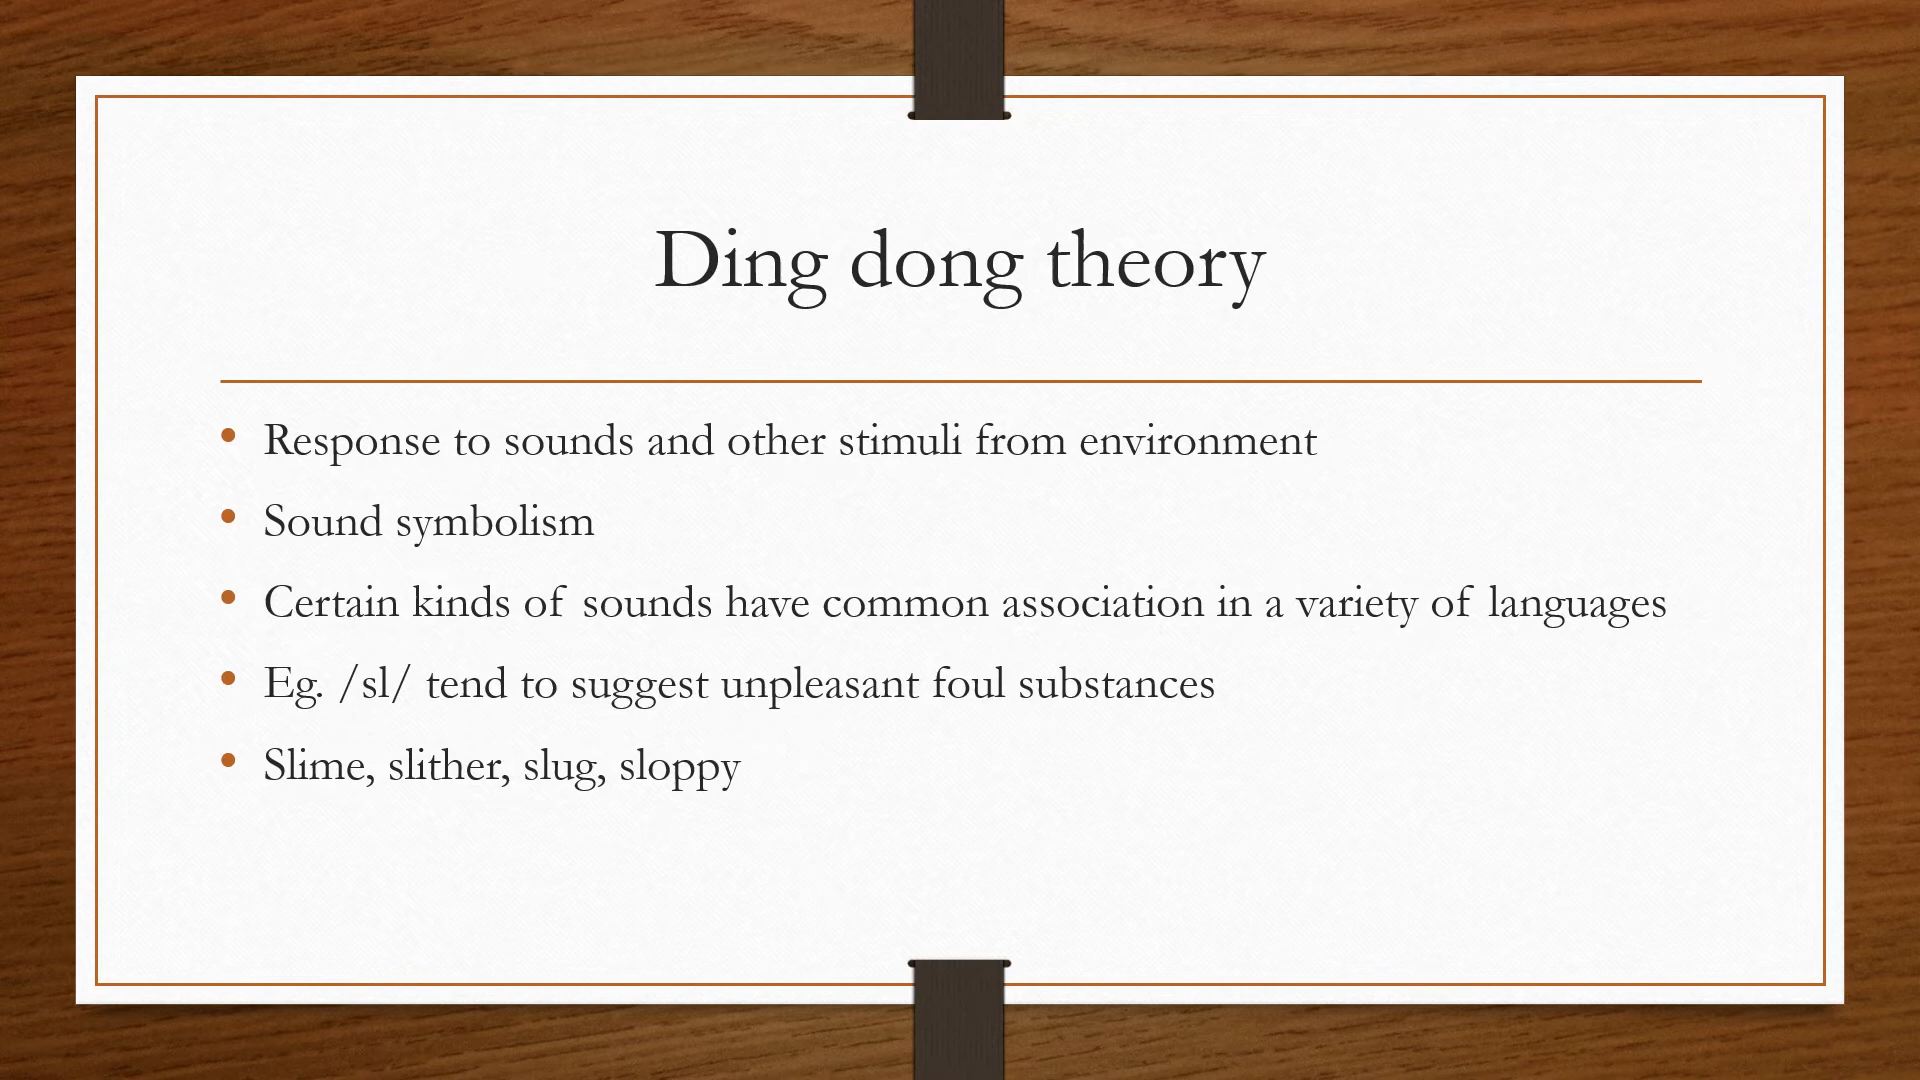 Ding dong theory
• Response to sounds and other stimuli from environment
• Sound symbolism
• Certain kinds of sounds have common association in a variety of languages
• Eg. /sl/ tend to suggest unpleasant foul substances
• Slime, slither, slug, sloppy